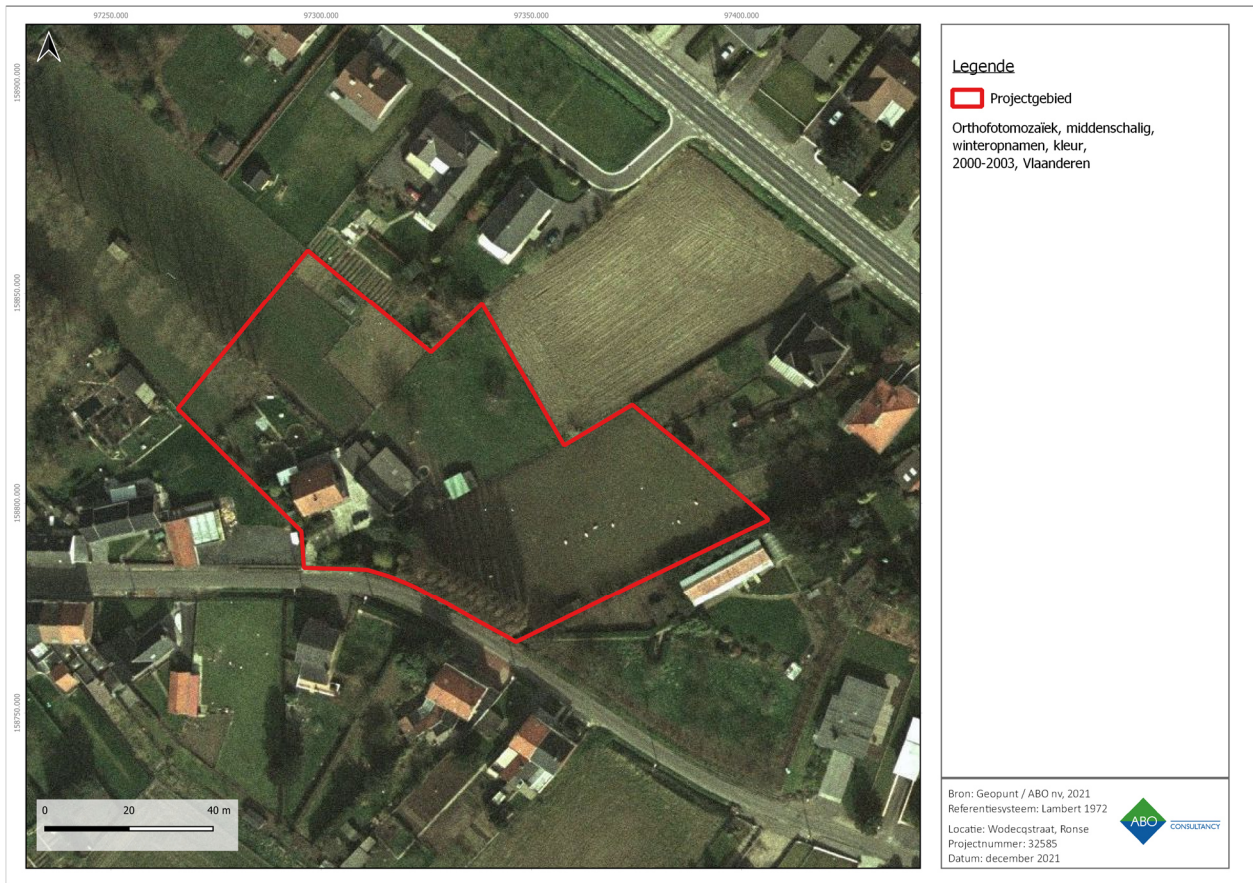 97250.000 97300.000 97350.000 97400.000
158900.000
158850.000
158800.000
158750.000
0 20 40 m
Legende
Projectgebied
Orthofotomozaïek, middenschalig,
winteropnamen, kleur,
2000-2003, Vlaanderen
Bron: Geopunt / ABO nv, 2021
Referentiesysteem: Lambert 1972
Locatie: Wodecqstraat, Ronse
Projectnummer: 32585
Datum: december 2021
ABO
CONSULTANCY